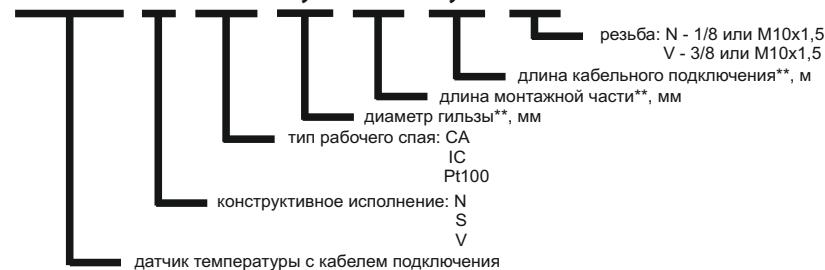 резьба: N - 1/8 или M10x1,5
V - 3/8 или M10x1,5
длина кабельного подключения**, м
длина монтажной части**, мм
диаметр гильзы**, мм
тип рабочего спая: CA
IC
Pt100
конструктивное исполнение: N
S
V
датчик температуры с кабелем подключения